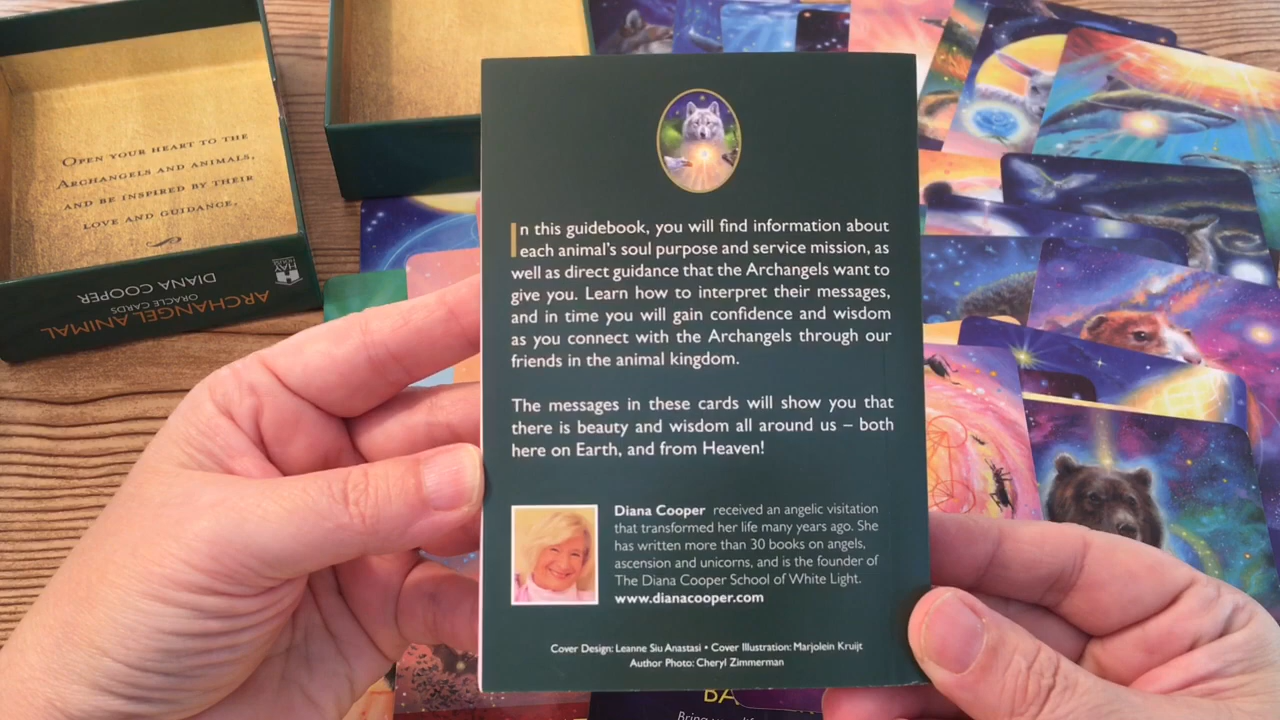 OPEN YOUR HEART TO THE
ARCHANGELS AND ANIMALS,
AND BE INSPIRED BY THEIR
LOVE AND GUIDANCE.
HAY
HOUSE
DIANA COOPER
ORACLE CARDS
ARCHANGEL ANIMAL
In this guidebook, you will find information about
each animal's soul purpose and service mission, as
well as direct guidance that the Archangels want to
give you. Learn how to interpret their messages,
and in time you will gain confidence and wisdom
as you connect with the Archangels through our
friends in the animal kingdom.
The messages in these cards will show you that
there is beauty and wisdom all around us – both
here on Earth, and from Heaven!
Diana Cooper received an angelic visitation
that transformed her life many years ago. She
has written more than 30 books on angels,
ascension and unicorns, and is the founder of
The Diana Cooper School of White Light.
www.dianacooper.com
Cover Design: Leanne Siu Anastasi • Cover Illustration: Marjolein Kruijt
Author Photo: Cheryl Zimmerman